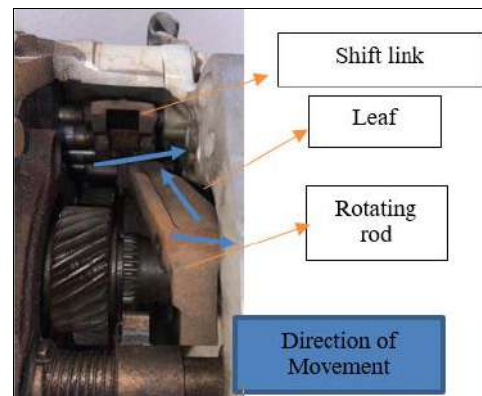 Shift link
Leaf
Rotating
rod
Direction of
Movement